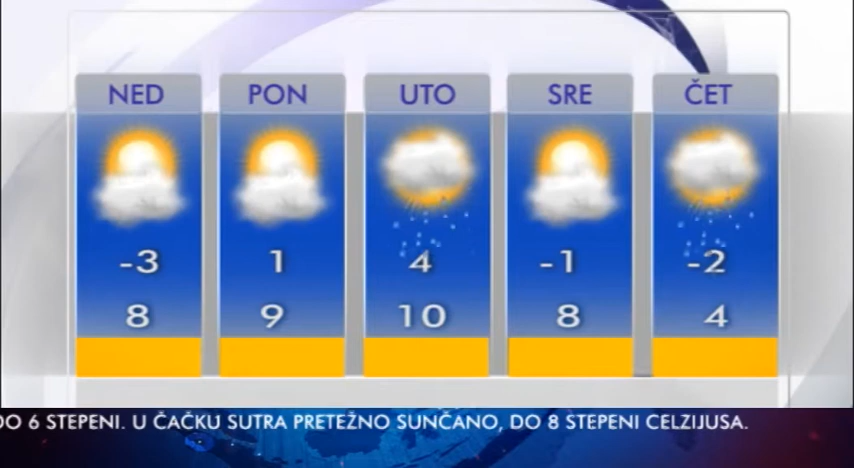 NED PON UTO SRE ČET
-3 1 4 -1 -2
8 9 10 8 4
DO 6 STEPENI. U ČAČKU SUTRA PRETEŽNO SUNČANO, DO 8 STEPENI CELZIJUSA.